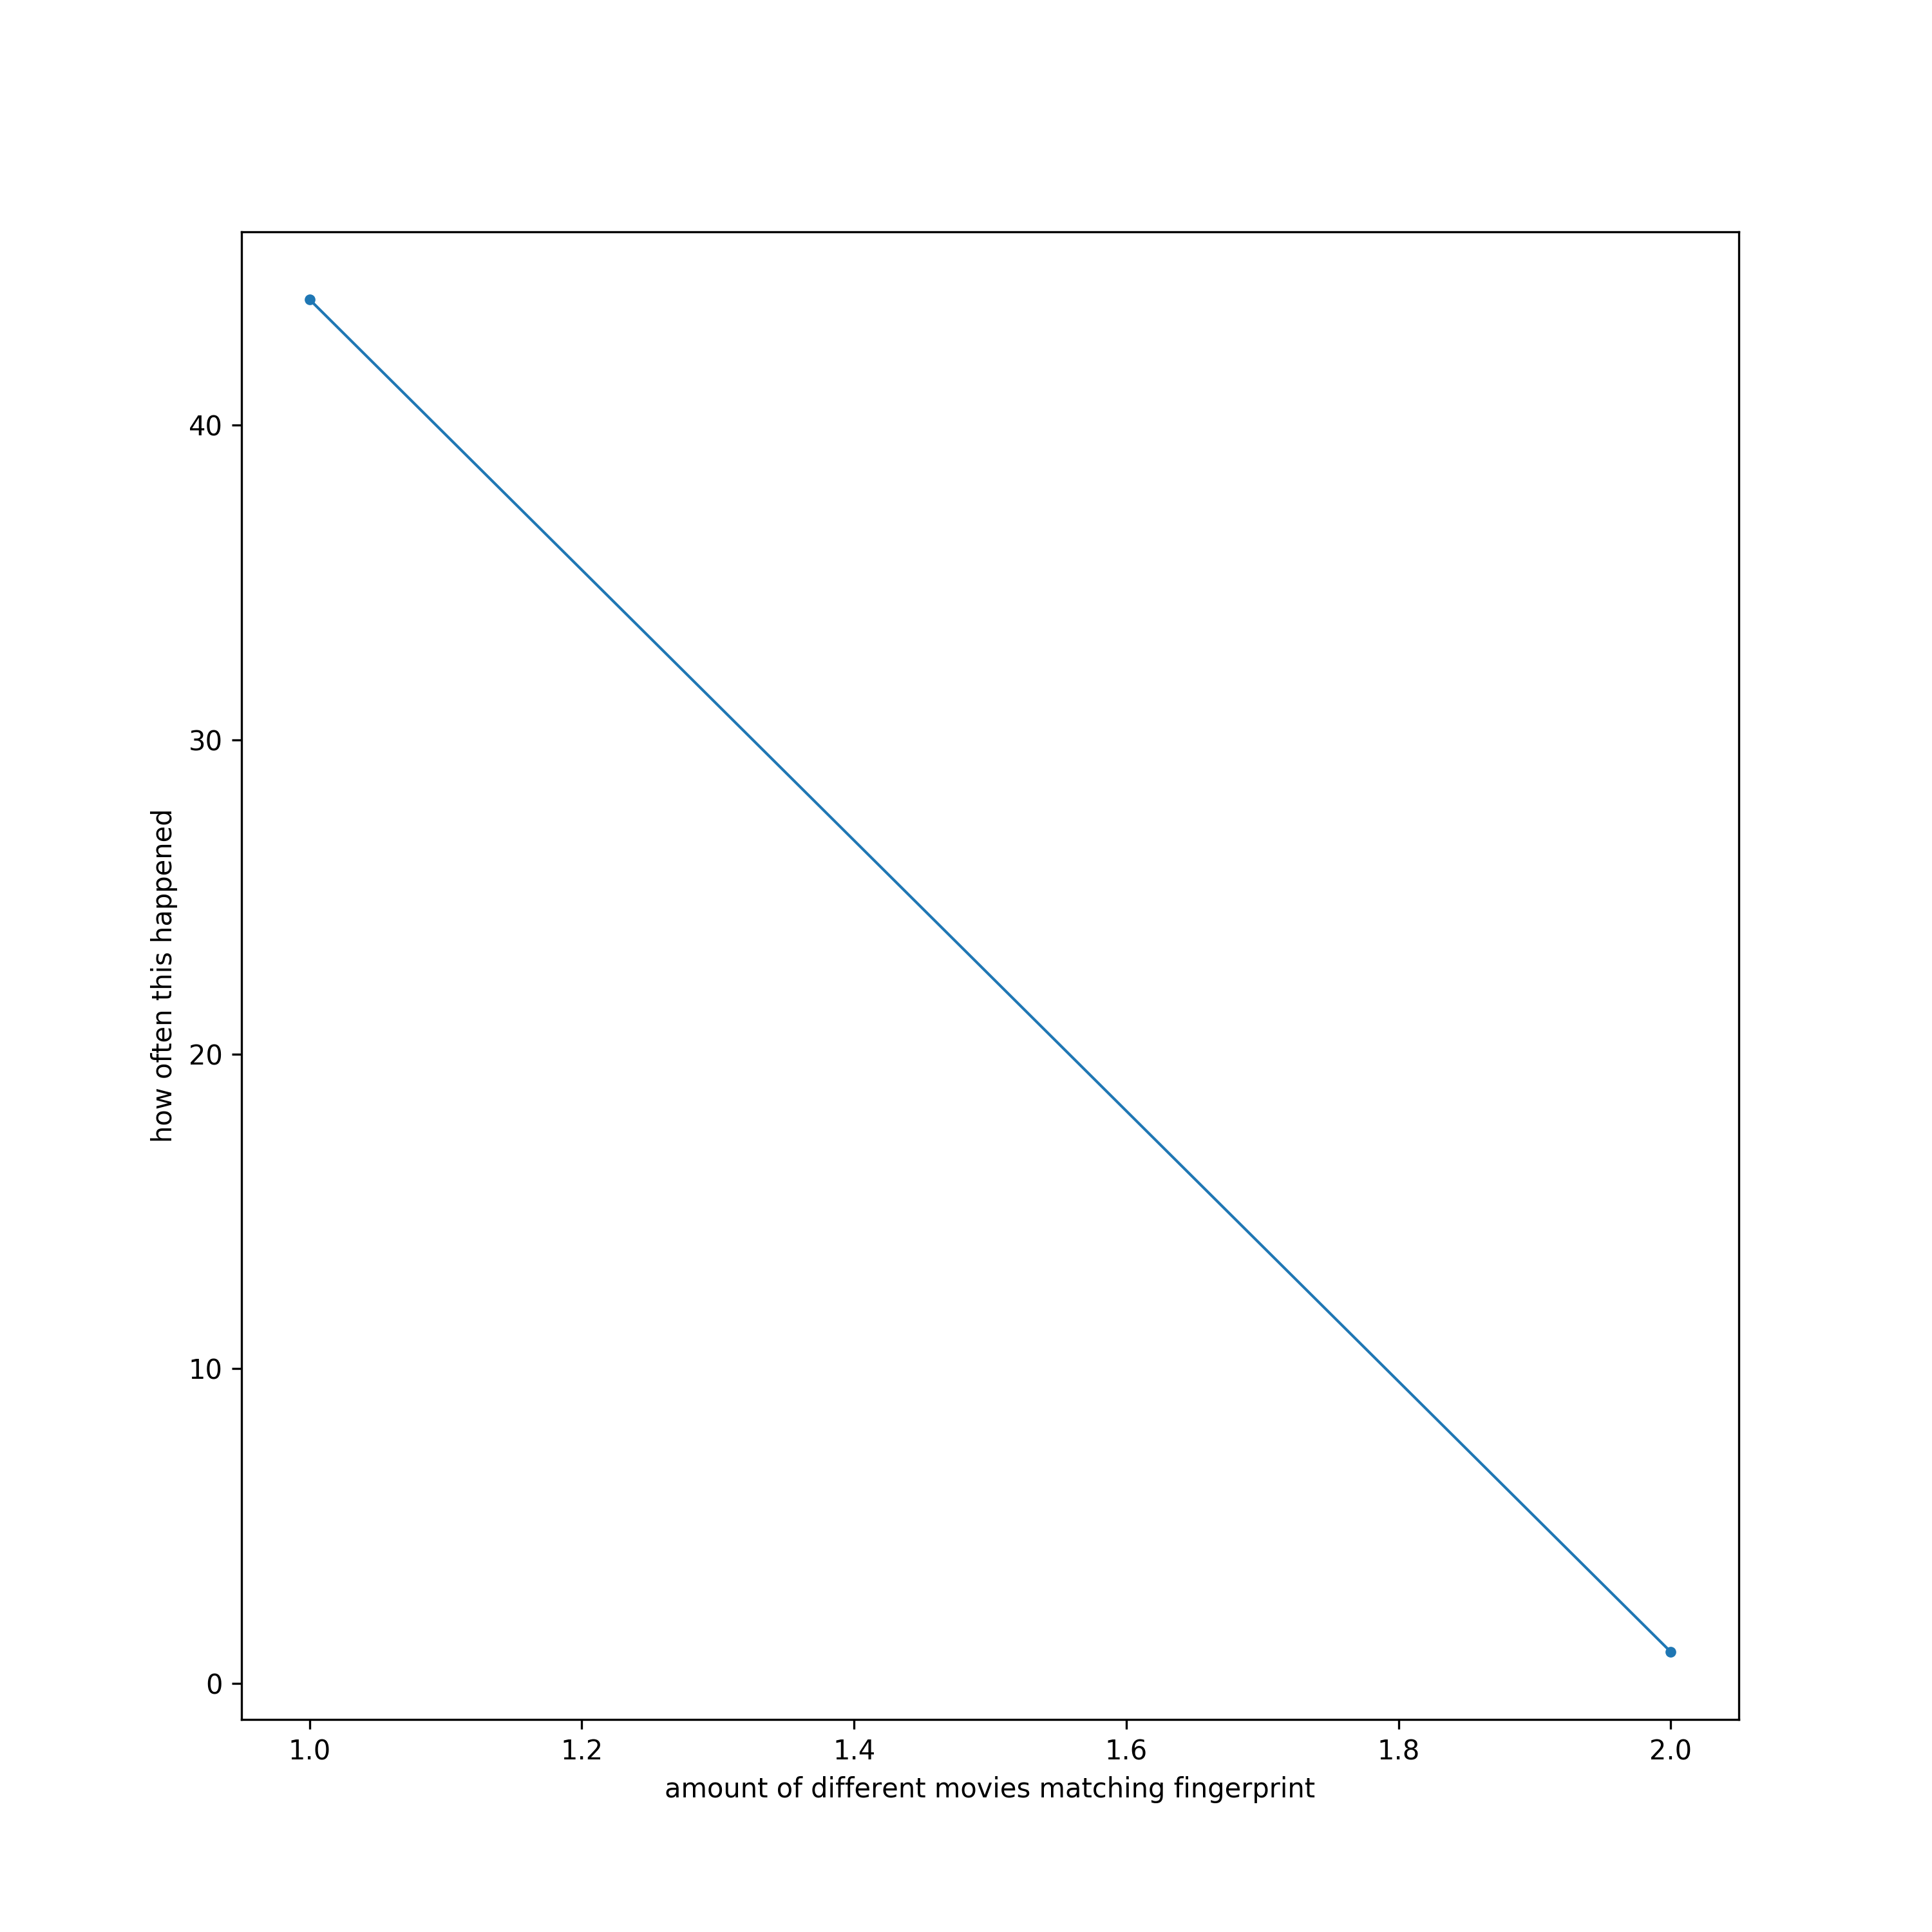 40
30
20
10
0
how often this happened
1.0 1.2 1.4 1.6 1.8 2.0
amount of different movies matching fingerprint